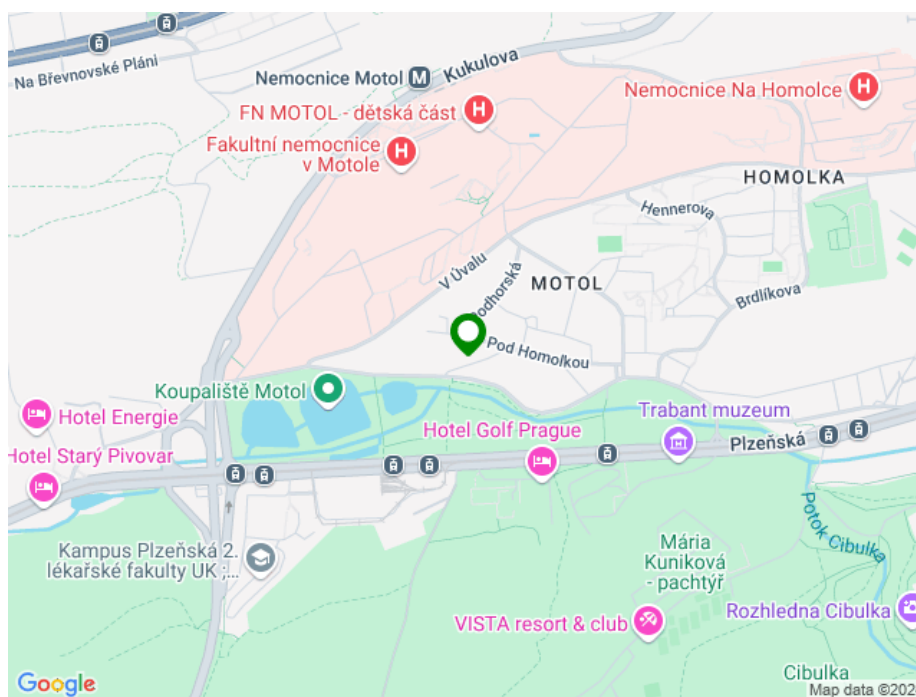 Na Břevnovské Pláni
Nemocnice Motol
M
Kukulova
FN MOTOL - dětská část
H
Nemocnice Na Homolce
H
Fakultní nemocnice
v Motole
H
HOMOLKA
Hennerova
V Úvalu
Podhorská
MOTOL
Brdlíkova
Pod Homolkou
Koupaliště Motol
Hotel Energie
Trabant muzeum
Hotel Golf Prague
Plzeňská
Hotel Starý Pivovar
Potok Cibulka
Kampus Plzeňská 2.
lékařské fakulty UK ;...
Mária
Kuniková
- pachtýř
Rozhledna Cibulka
VISTA resort & club
Cibulka
Google
Map data ©202